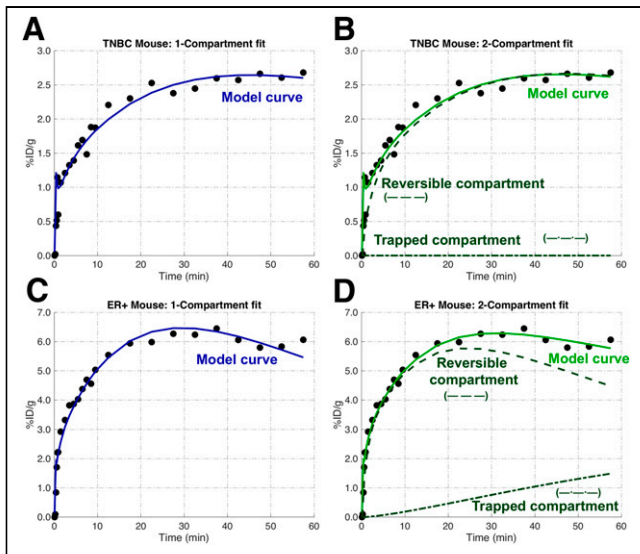 A
TNBC Mouse: 1-Compartment fit
3.0
2.5
2.0
1.5
1.0
0.5
0.0
%ID/g
Model curve
0
10
20
30
40
50
60
Time (min)
B
TNBC Mouse: 2-Compartment fit
3.0
2.5
2.0
1.5
1.0
0.5
0.0
%ID/g
Model curve
Reversible compartment
(— — —)
Trapped compartment (—·—·—)
0
10
20
30
40
50
60
Time (min)
C
ER+ Mouse: 1-Compartment fit
7.0
6.0
5.0
4.0
3.0
2.0
1.0
0.0
%ID/g
Model curve
0
10
20
30
40
50
60
Time (min)
D
ER+ Mouse: 2-Compartment fit
7.0
6.0
5.0
4.0
3.0
2.0
1.0
0.0
%ID/g
Model curve
Reversible
compartment
(— — —)
(—·—·—)
Trapped compartment
0
10
20
30
40
50
60
Time (min)